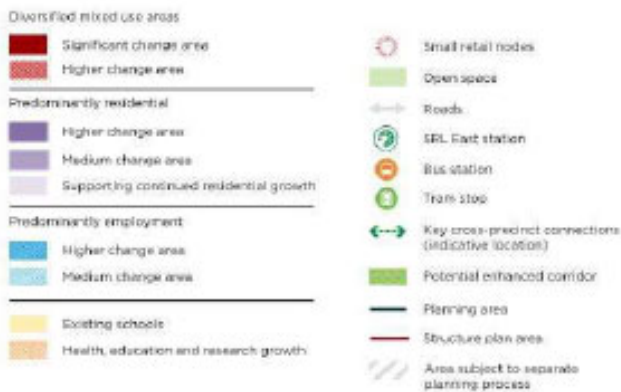 Diversified mixed use areas
Significant change area
Higher change area
Predominantly residential
Higher change area
Medium change area
Supporting continued residential growth
Predominantly employment
Higher change area
Medium change area
Existing schools
Health, education and research growth
Small retail nodes
Open space
Roads
SRL East station
Bus station
Tram stop
Key cross-precinct connections
(indicative location)
Potential enhanced corridor
Planning area
Structure plan area
Area subject to separate
planning process